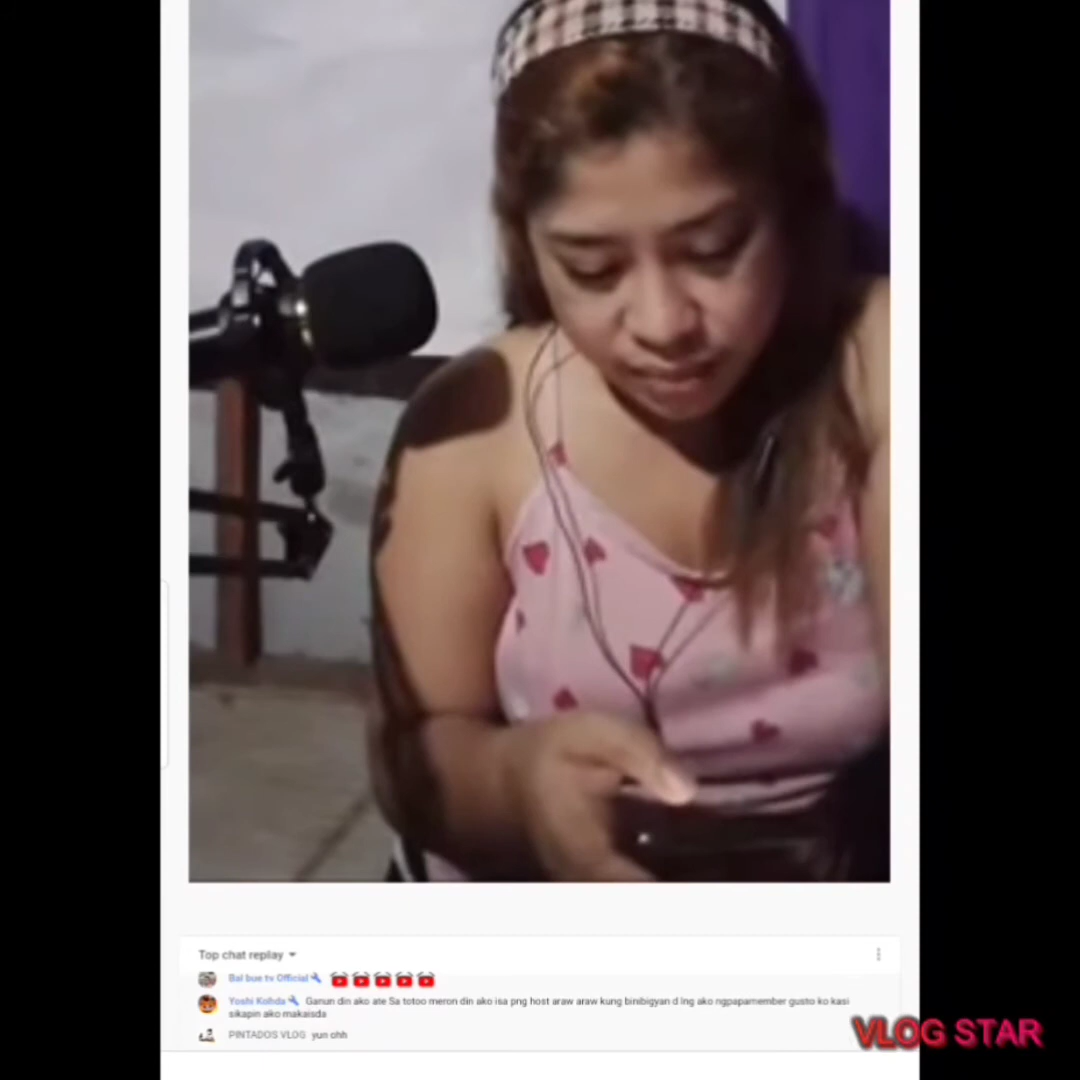 Top chat replay
Bal bue tv Official
Yoshi Kohda Ganun din ako ate Sa totoo meron din ako isa png host araw araw kung binibigyan d lng ako ngpapamember gusto ko kasi
sikapin ako makaisda
PINTADOS VLOG yun ohh
VLOG STAR